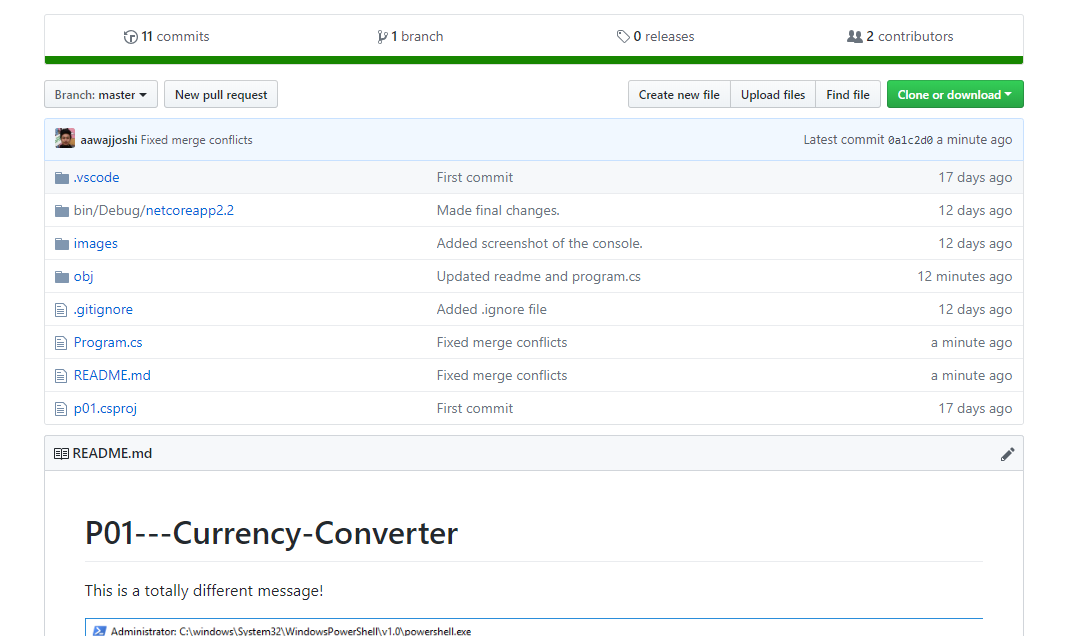 11 commits 1 branch 0 releases 2 contributors
Branch: master New pull request Create new file Upload files Find file Clone or download
aawajjoshi Fixed merge conflicts Latest commit 0a1c2d0 a minute ago
.vscode First commit 17 days ago
bin/Debug/netcoreapp2.2 Made final changes. 12 days ago
images Added screenshot of the console. 12 days ago
obj Updated readme and program.cs 12 minutes ago
.gitignore Added .ignore file 12 days ago
Program.cs Fixed merge conflicts a minute ago
README.md Fixed merge conflicts a minute ago
p01.csproj First commit 17 days ago
README.md
P01---Currency-Converter
This is a totally different message!
Administrator: C:\windows\System32\WindowsPowerShell\v1.0\powershell.exe